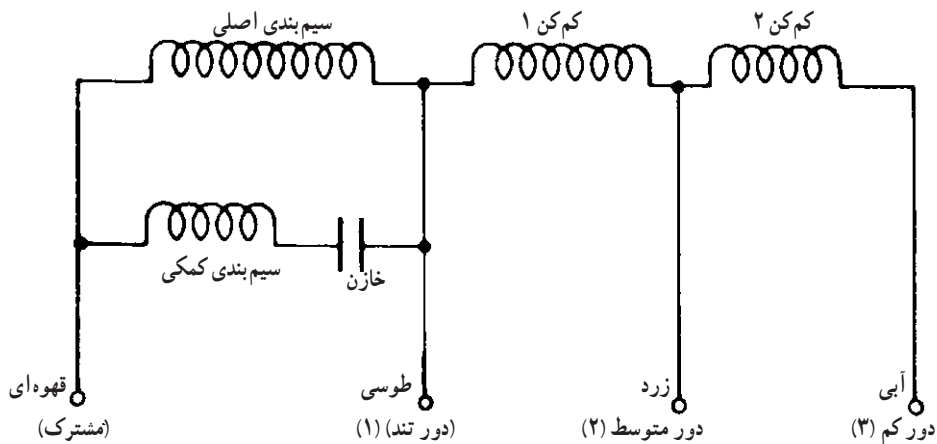 سیم‌بندی اصلی
کم‌کن ۱
کم‌کن ۲
سیم‌بندی کمکی
خازن
قهوه‌ای
(مشترک)
طوسی
(دور تند) (۱)
زرد
دور متوسط (۲)
آبی
دور کم (۳)